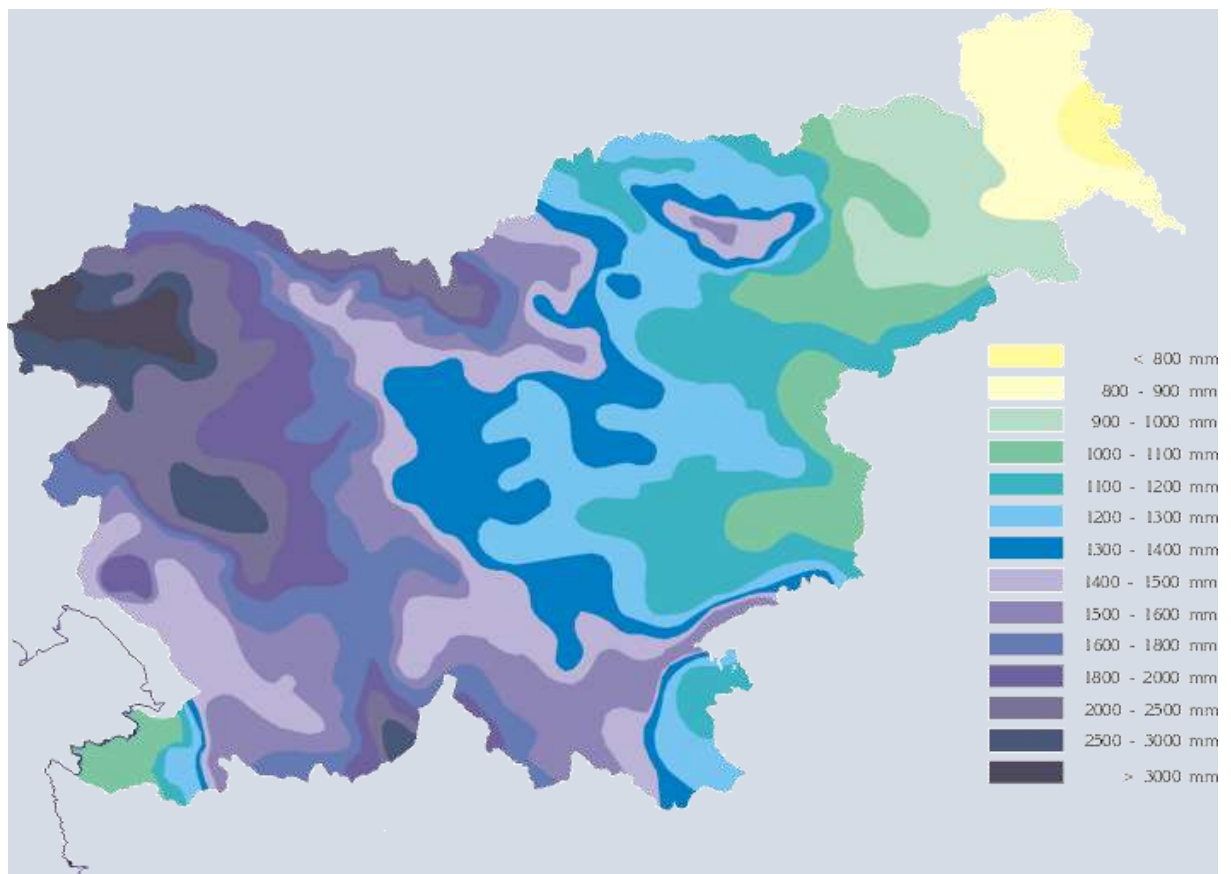 < 800 mm
800 - 900 mm
900 - 1000 mm
1000 - 1100 mm
1100 - 1200 mm
1200 - 1300 mm
1300 - 1400 mm
1400 - 1500 mm
1500 - 1600 mm
1600 - 1800 mm
1800 - 2000 mm
2000 - 2500 mm
2500 - 3000 mm
> 3000 mm